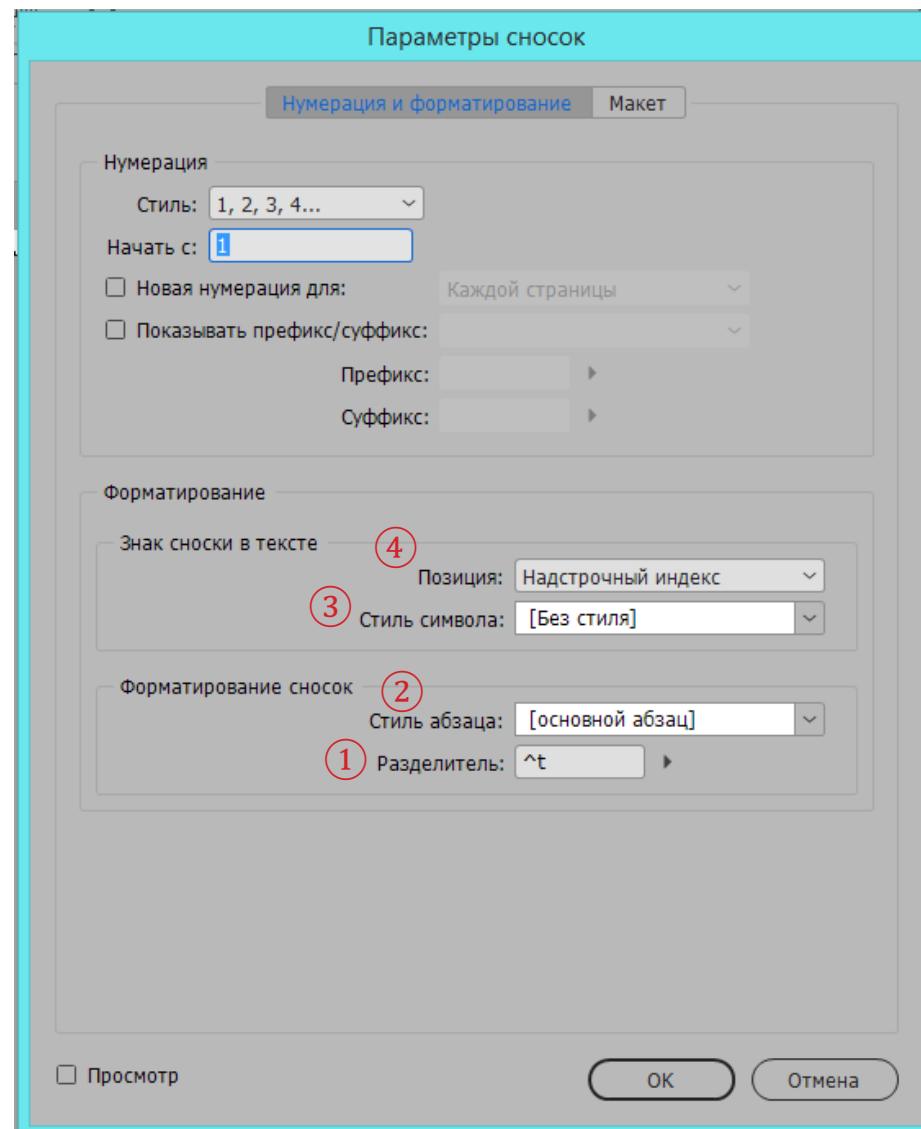 Параметры сносок
Нумерация и форматирование Макет
Нумерация
Стиль: 1, 2, 3, 4...
Начать с: 1
Новая нумерация для: Каждой страницы
Показывать префикс/суффикс:
Префикс:
Суффикс:
Форматирование
Знак сноски в тексте
④ Позиция: Надстрочный индекс
③ Стиль символа: [Без стиля]
Форматирование сносок
② Стиль абзаца: [основной абзац]
① Разделитель: ^t
Просмотр OK Отмена